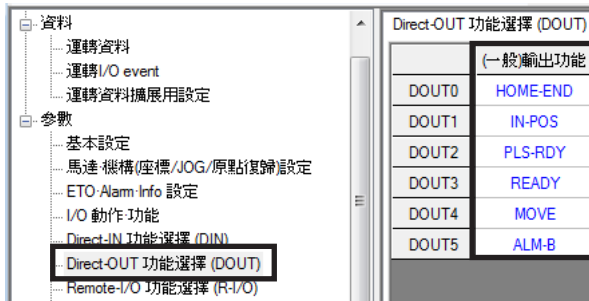 資料
運轉資料
運轉I/O event
運轉資料擴展用設定
參數
基本設定
馬達·機構(座標/JOG/原點復歸)設定
ETO·Alarm·Info 設定
I/O 動作·功能
Direct-IN 功能選擇 (DIN)
Direct-OUT 功能選擇 (DOUT)
Remote-I/O 功能選擇 (R-I/O)
Direct-OUT 功能選擇 (DOUT)
(一般)輸出功能
DOUT0 HOME-END
DOUT1 IN-POS
DOUT2 PLS-RDY
DOUT3 READY
DOUT4 MOVE
DOUT5 ALM-B